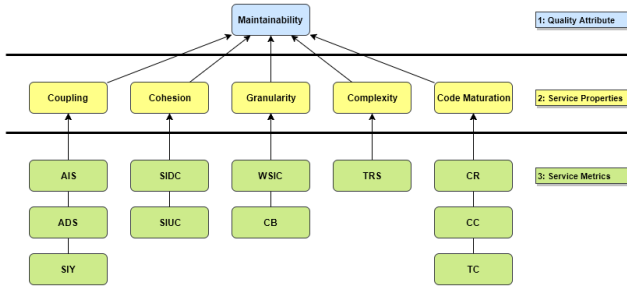 Maintainability
1: Quality Attribute
Coupling
Cohesion
Granularity
Complexity
Code Maturation
2: Service Properties
AIS
SIDC
WSIC
TRS
CR
3: Service Metrics
ADS
SIUC
CB
CC
SIY
TC